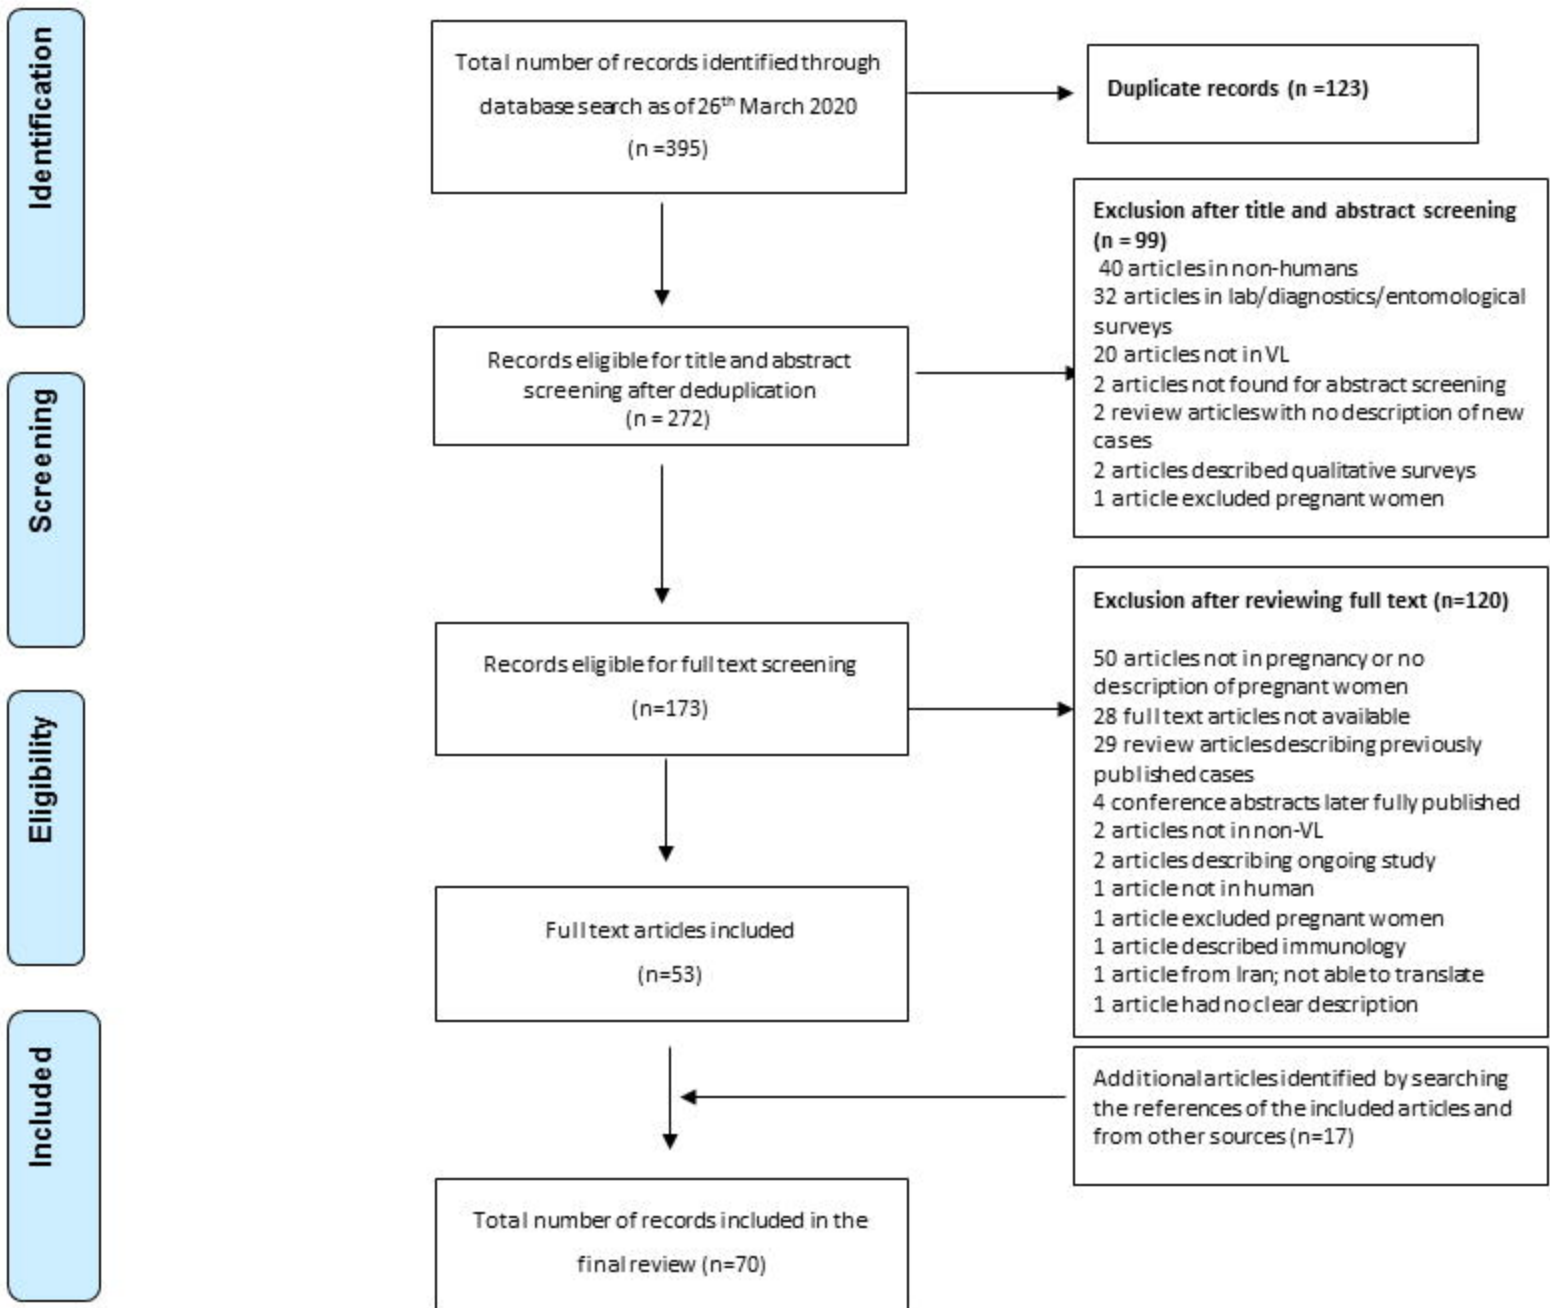 Identification
Total number of records identified through
database search as of 26th March 2020
(n =395)
Duplicate records (n =123)
Exclusion after title and abstract screening
(n = 99)
40 articles in non-humans
32 articles in lab/diagnostics/entomological
surveys
20 articles not in VL
2 articles not found for abstract screening
2 review articles with no description of new
cases
2 articles described qualitative surveys
1 article excluded pregnant women
Screening
Records eligible for title and abstract
screening after deduplication
(n = 272)
Eligibility
Records eligible for full text screening
(n=173)
Exclusion after reviewing full text (n=120)
50 articles not in pregnancy or no
description of pregnant women
28 full text articles not available
29 review articles describing previously
published cases
4 conference abstracts later fully published
2 articles not in non-VL
2 articles describing ongoing study
1 article not in human
1 article excluded pregnant women
1 article described immunology
1 article from Iran; not able to translate
1 article had no clear description
Full text articles included
(n=53)
Included
Additional articles identified by searching
the references of the included articles and
from other sources (n=17)
Total number of records included in the
final review (n=70)